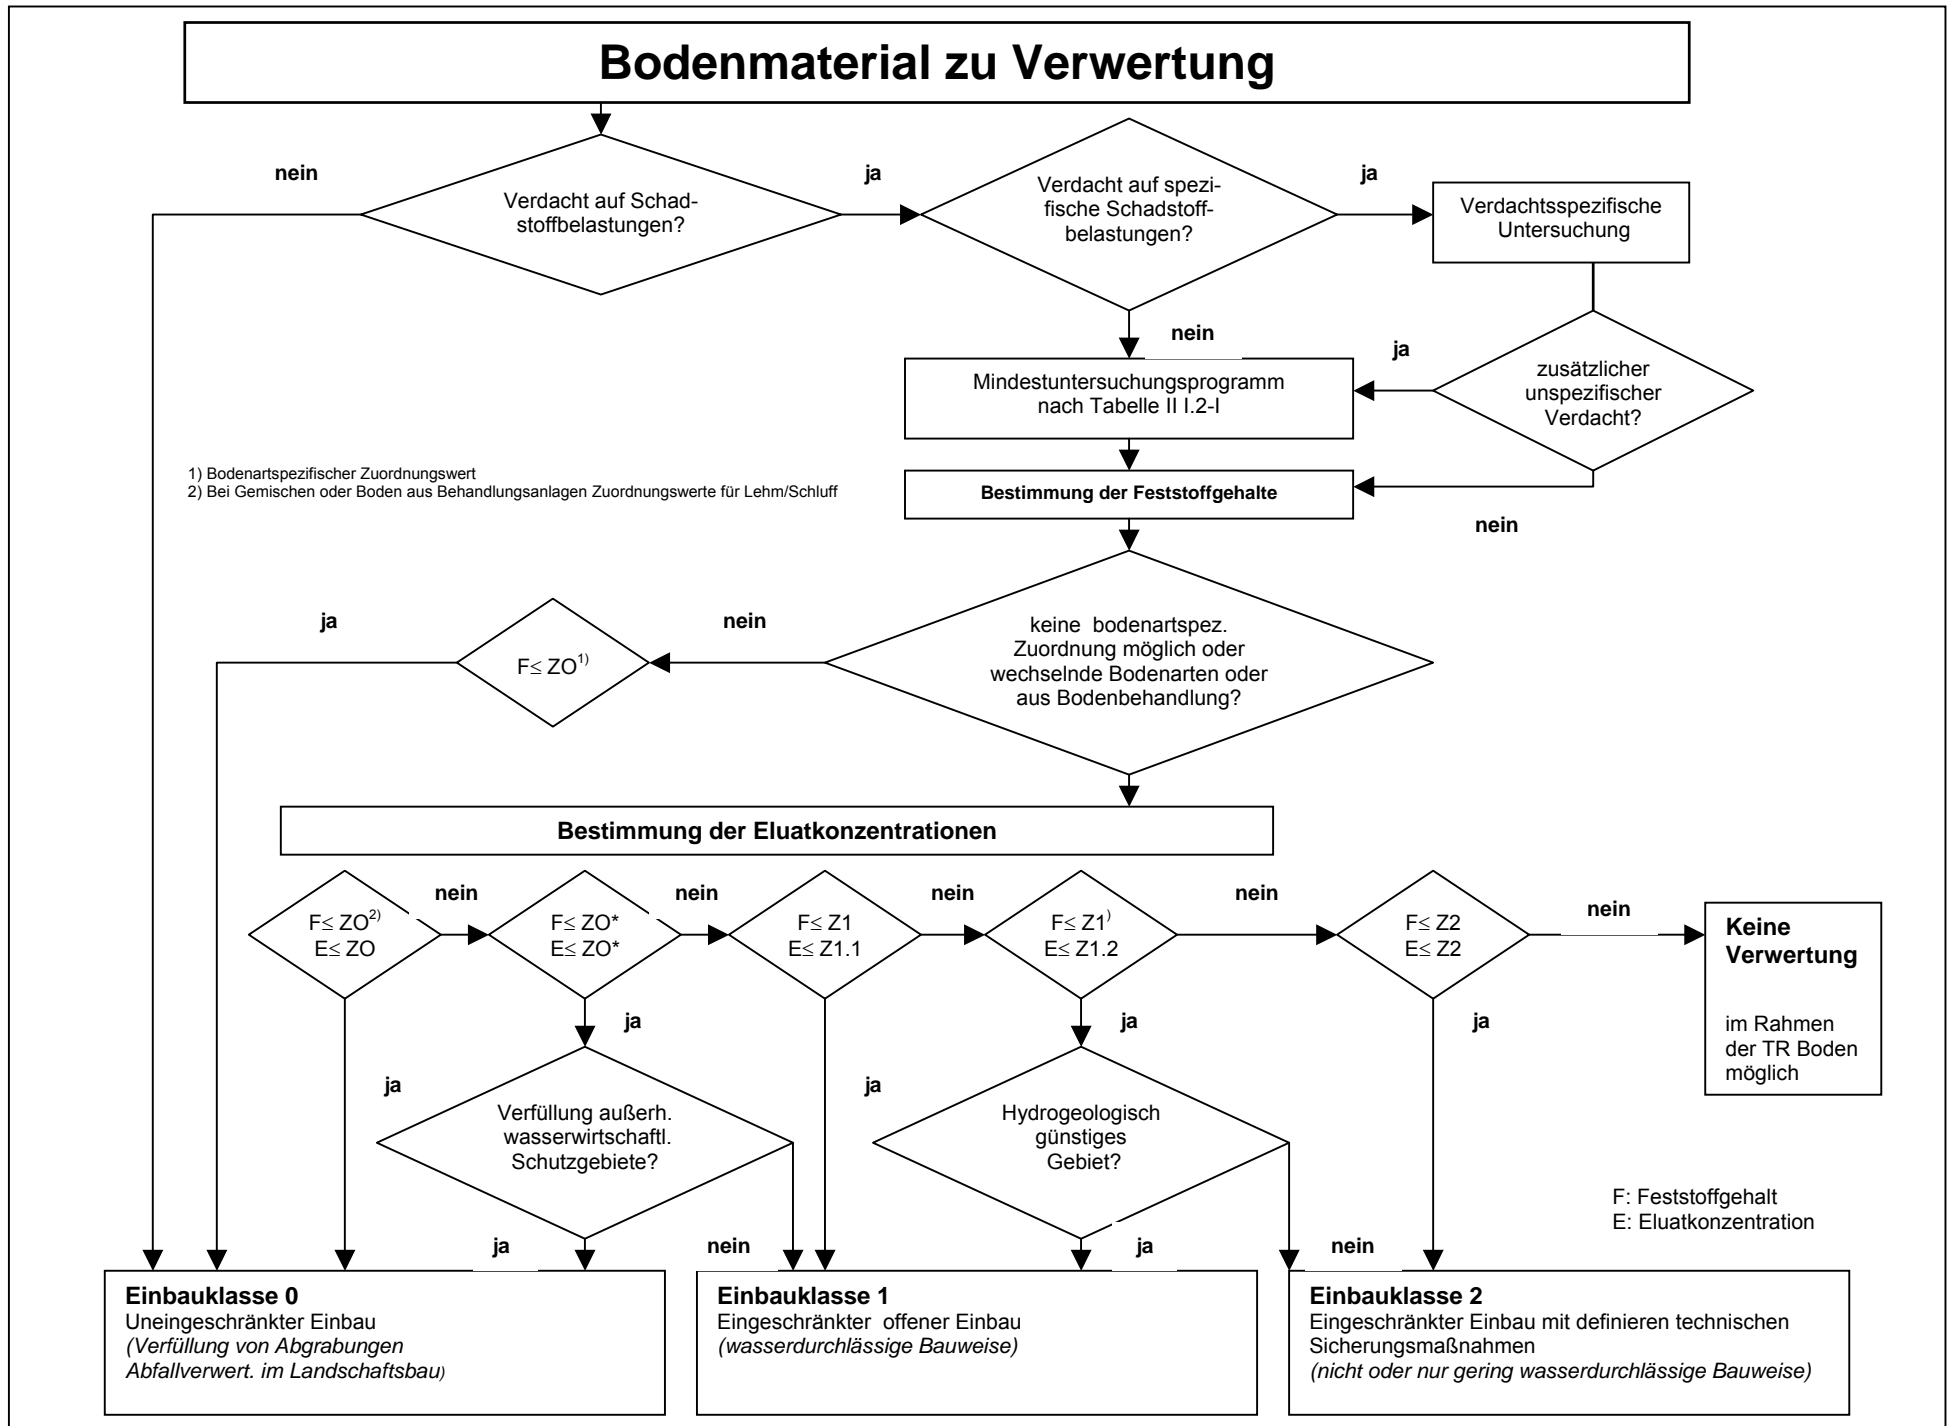 Bodenmaterial zu Verwertung
nein
ja
ja
Verdacht auf Schad-
stoffbelastungen?
Verdacht auf spezi-
fische Schadstoff-
belastungen?
Verdachtsspezifische
Untersuchung
nein
ja
Mindestuntersuchungsprogramm
nach Tabelle II I.2-I
zusätzlicher
unspezifischer
Verdacht?
1) Bodenartspezifischer Zuordnungswert
2) Bei Gemischen oder Boden aus Behandlungsanlagen Zuordnungswerte für Lehm/Schluff
Bestimmung der Feststoffgehalte
nein
ja
nein
F≤ ZO1)
keine bodenartspez.
Zuordnung möglich oder
wechselnde Bodenarten oder
aus Bodenbehandlung?
Bestimmung der Eluatkonzentrationen
nein
nein
nein
nein
nein
F≤ ZO2)
E≤ ZO
F≤ ZO*
E≤ ZO*
F≤ Z1
E≤ Z1.1
F≤ Z1)
E≤ Z1.2
F≤ Z2
E≤ Z2
Keine
Verwertung
im Rahmen
der TR Boden
möglich
ja
ja
ja
ja
ja
Verfüllung außerh.
wasserwirtschaftl.
Schutzgebiete?
Hydrogeologisch
günstiges
Gebiet?
F: Feststoffgehalt
E: Eluatkonzentration
ja
nein
ja
nein
Einbauklasse 0
Uneingeschränkter Einbau
(Verfüllung von Abgrabungen
Abfallverwert. im Landschaftsbau)
Einbauklasse 1
Eingeschränkter offener Einbau
(wasserdurchlässige Bauweise)
Einbauklasse 2
Eingeschränkter Einbau mit definieren technischen
Sicherungsmaßnahmen
(nicht oder nur gering wasserdurchlässige Bauweise)